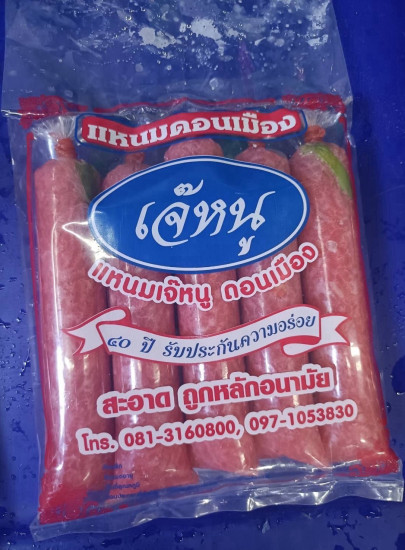 แหนมดอนเมือง
เจ๊หนู
แหนมเจ๊หนู ดอนเมือง
๔๐ ปี รับประกันความอร่อย
สะอาด ถูกหลักอนามัย
โทร. 081-3160800, 097-1053830